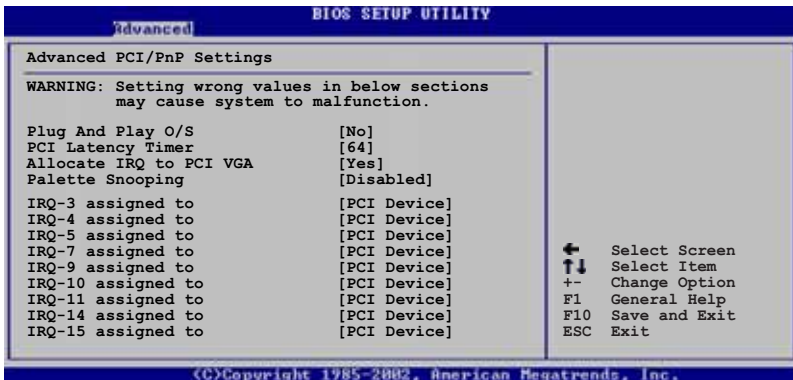 BIOS SETUP UTILITY
Advanced
Advanced PCI/PnP Settings
WARNING: Setting wrong values in below sections
may cause system to malfunction.
Plug And Play O/S [No]
PCI Latency Timer [64]
Allocate IRQ to PCI VGA [Yes]
Palette Snooping [Disabled]
IRQ-3 assigned to [PCI Device]
IRQ-4 assigned to [PCI Device]
IRQ-5 assigned to [PCI Device]
IRQ-7 assigned to [PCI Device]
IRQ-9 assigned to [PCI Device]
IRQ-10 assigned to [PCI Device]
IRQ-11 assigned to [PCI Device]
IRQ-14 assigned to [PCI Device]
IRQ-15 assigned to [PCI Device]
← Select Screen
↑↓ Select Item
+- Change Option
F1 General Help
F10 Save and Exit
ESC Exit
(C)Copyright 1985-2002, American Megatrends, Inc.